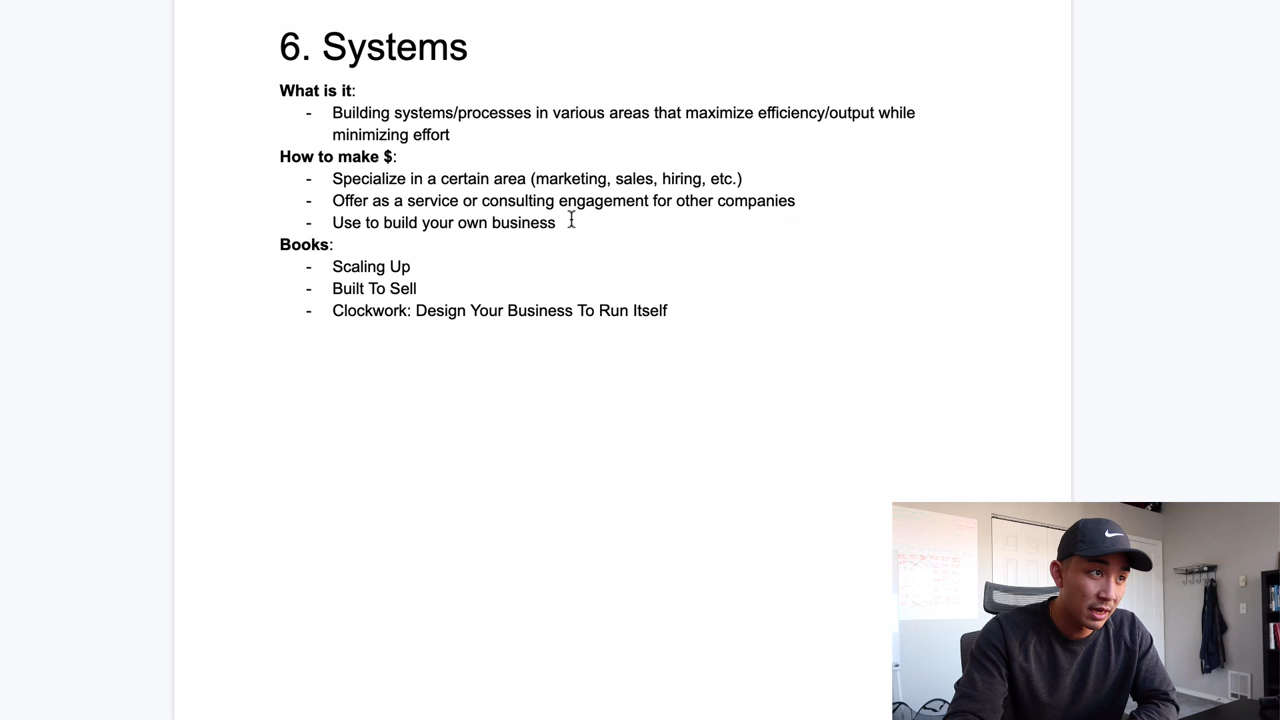 6. Systems
What is it:
- Building systems/processes in various areas that maximize efficiency/output while
minimizing effort
How to make $:
- Specialize in a certain area (marketing, sales, hiring, etc.)
- Offer as a service or consulting engagement for other companies
- Use to build your own business
Books:
- Scaling Up
- Built To Sell
- Clockwork: Design Your Business To Run Itself